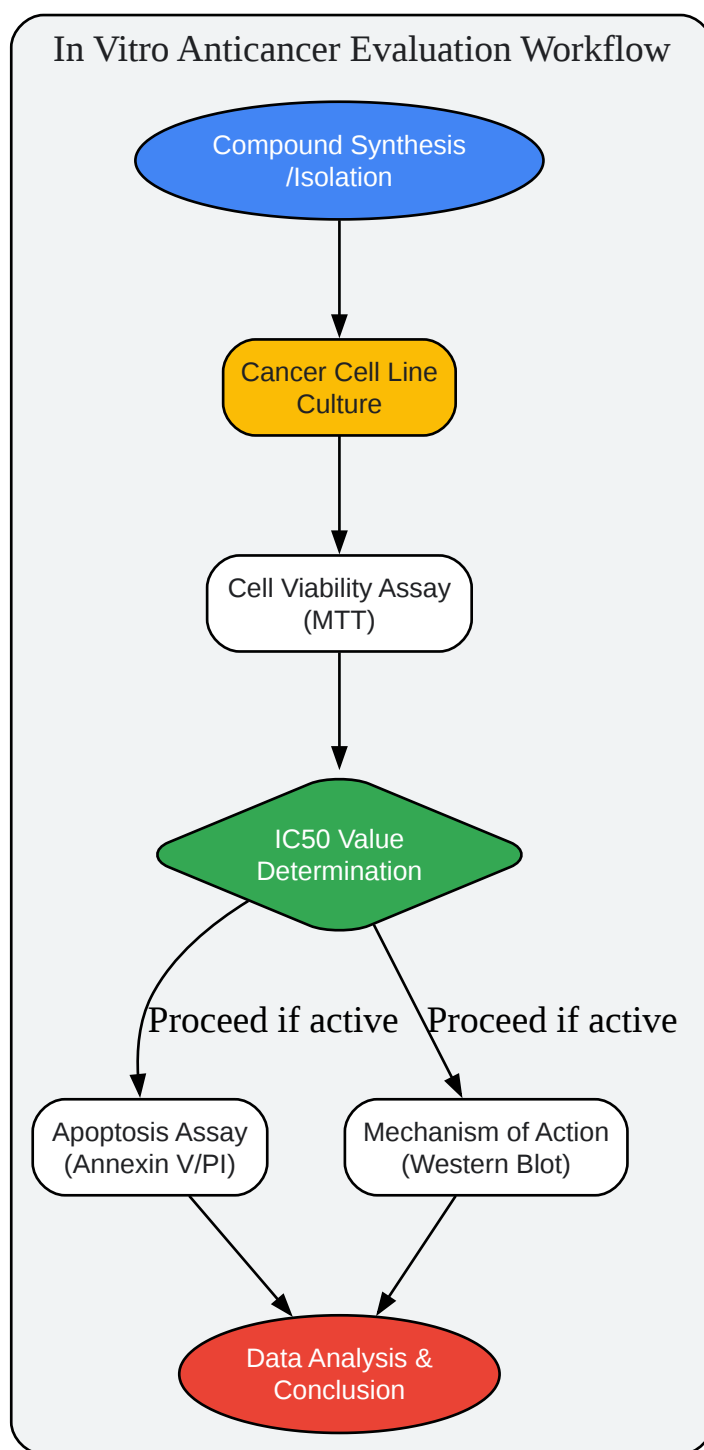 In Vitro Anticancer Evaluation Workflow
Compound Synthesis
/Isolation
Cancer Cell Line
Culture
Cell Viability Assay
(MTT)
IC50 Value
Determination
Proceed if active
Proceed if active
Apoptosis Assay
(Annexin V/PI)
Mechanism of Action
(Western Blot)
Data Analysis &
Conclusion